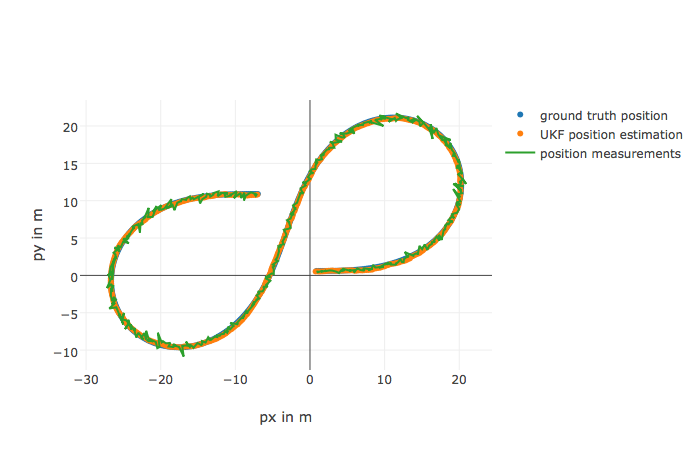 ground truth position
UKF position estimation
position measurements
20
15
10
5
0
−5
−10
−30
−20
−10
0
10
20
py in m
px in m